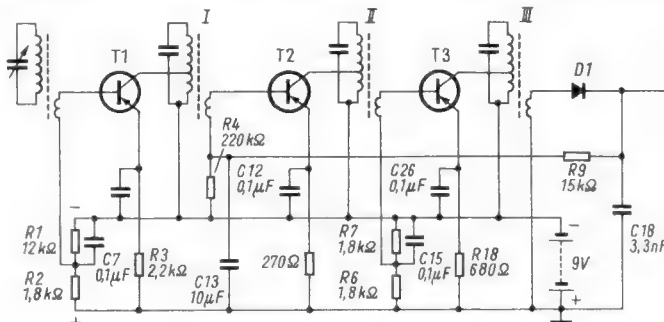 I
II
III
T1
T2
T3
D1
R4
220kΩ
C12
0,1µF
C26
0,1µF
R9
15kΩ
C18
3,3nF
–
R1
12kΩ
C7
0,1µF
R2
1,8kΩ
+
R3
2,2kΩ
C13
10µF
270Ω
R7
1,8kΩ
C15
0,1µF
R6
1,8kΩ
R18
680Ω
–
9V
+